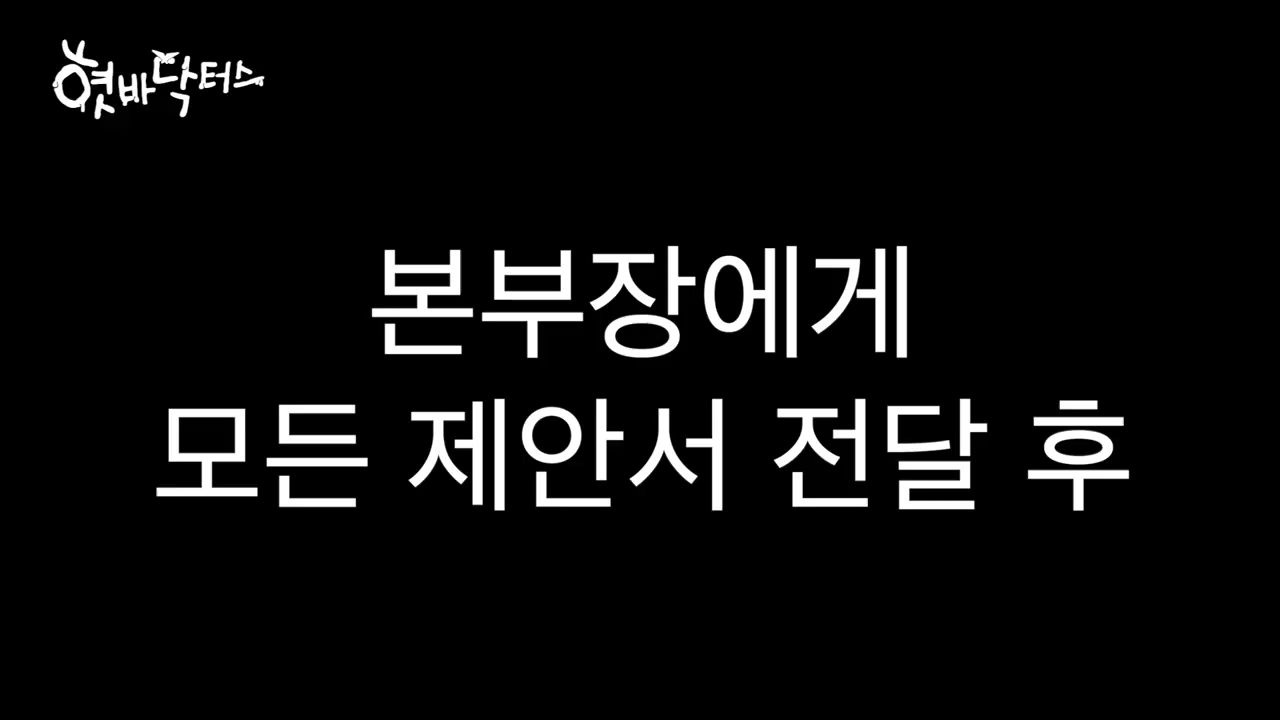 혓바닥터스
본부장에게
모든 제안서 전달 후